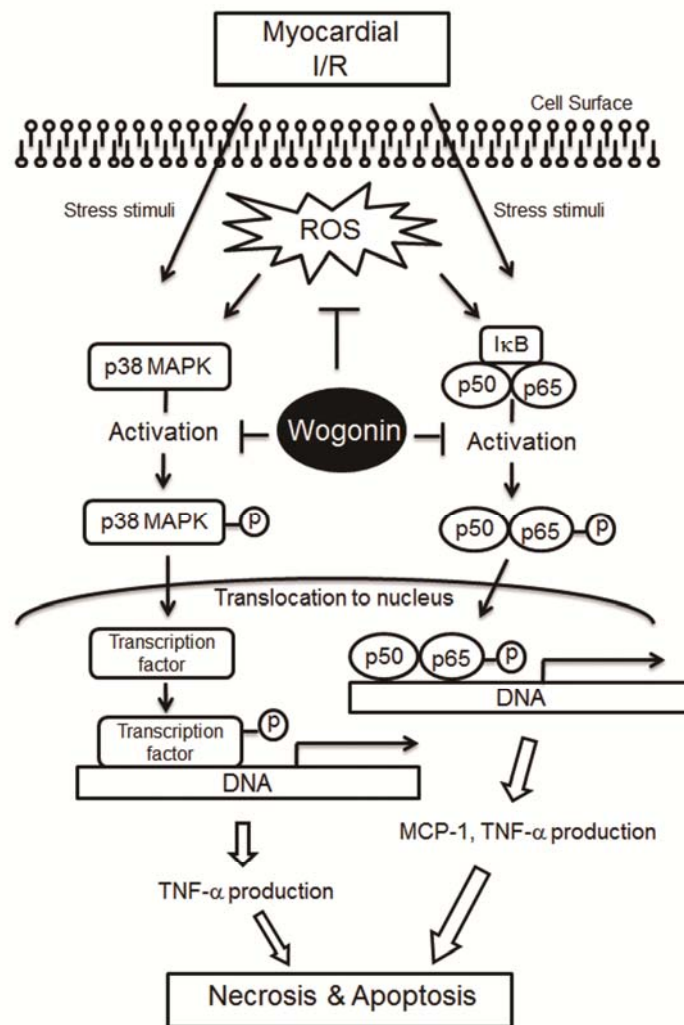 Myocardial
I/R
Cell Surface
Stress stimuli
ROS
Stress stimuli
p38 MAPK
IκB
p50
p65
Activation
Wogonin
Activation
p38 MAPK
P
p50
p65
P
Translocation to nucleus
Transcription
factor
p50
p65
P
DNA
Transcription
factor
P
DNA
MCP-1, TNF-α production
TNF-α production
Necrosis & Apoptosis